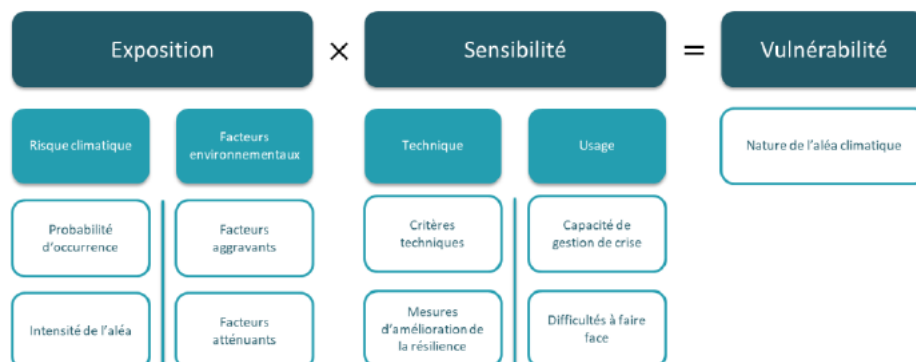 Exposition × Sensibilité = Vulnérabilité
Risque climatique
Facteurs
environnementaux
Technique
Usage
Nature de l'aléa climatique
Probabilité
d'occurrence
Facteurs
aggravants
Critères
techniques
Capacité de
gestion de crise
Intensité de l'aléa
Facteurs
atténuants
Mesures
d'amélioration de
la résilience
Difficultés à faire
face